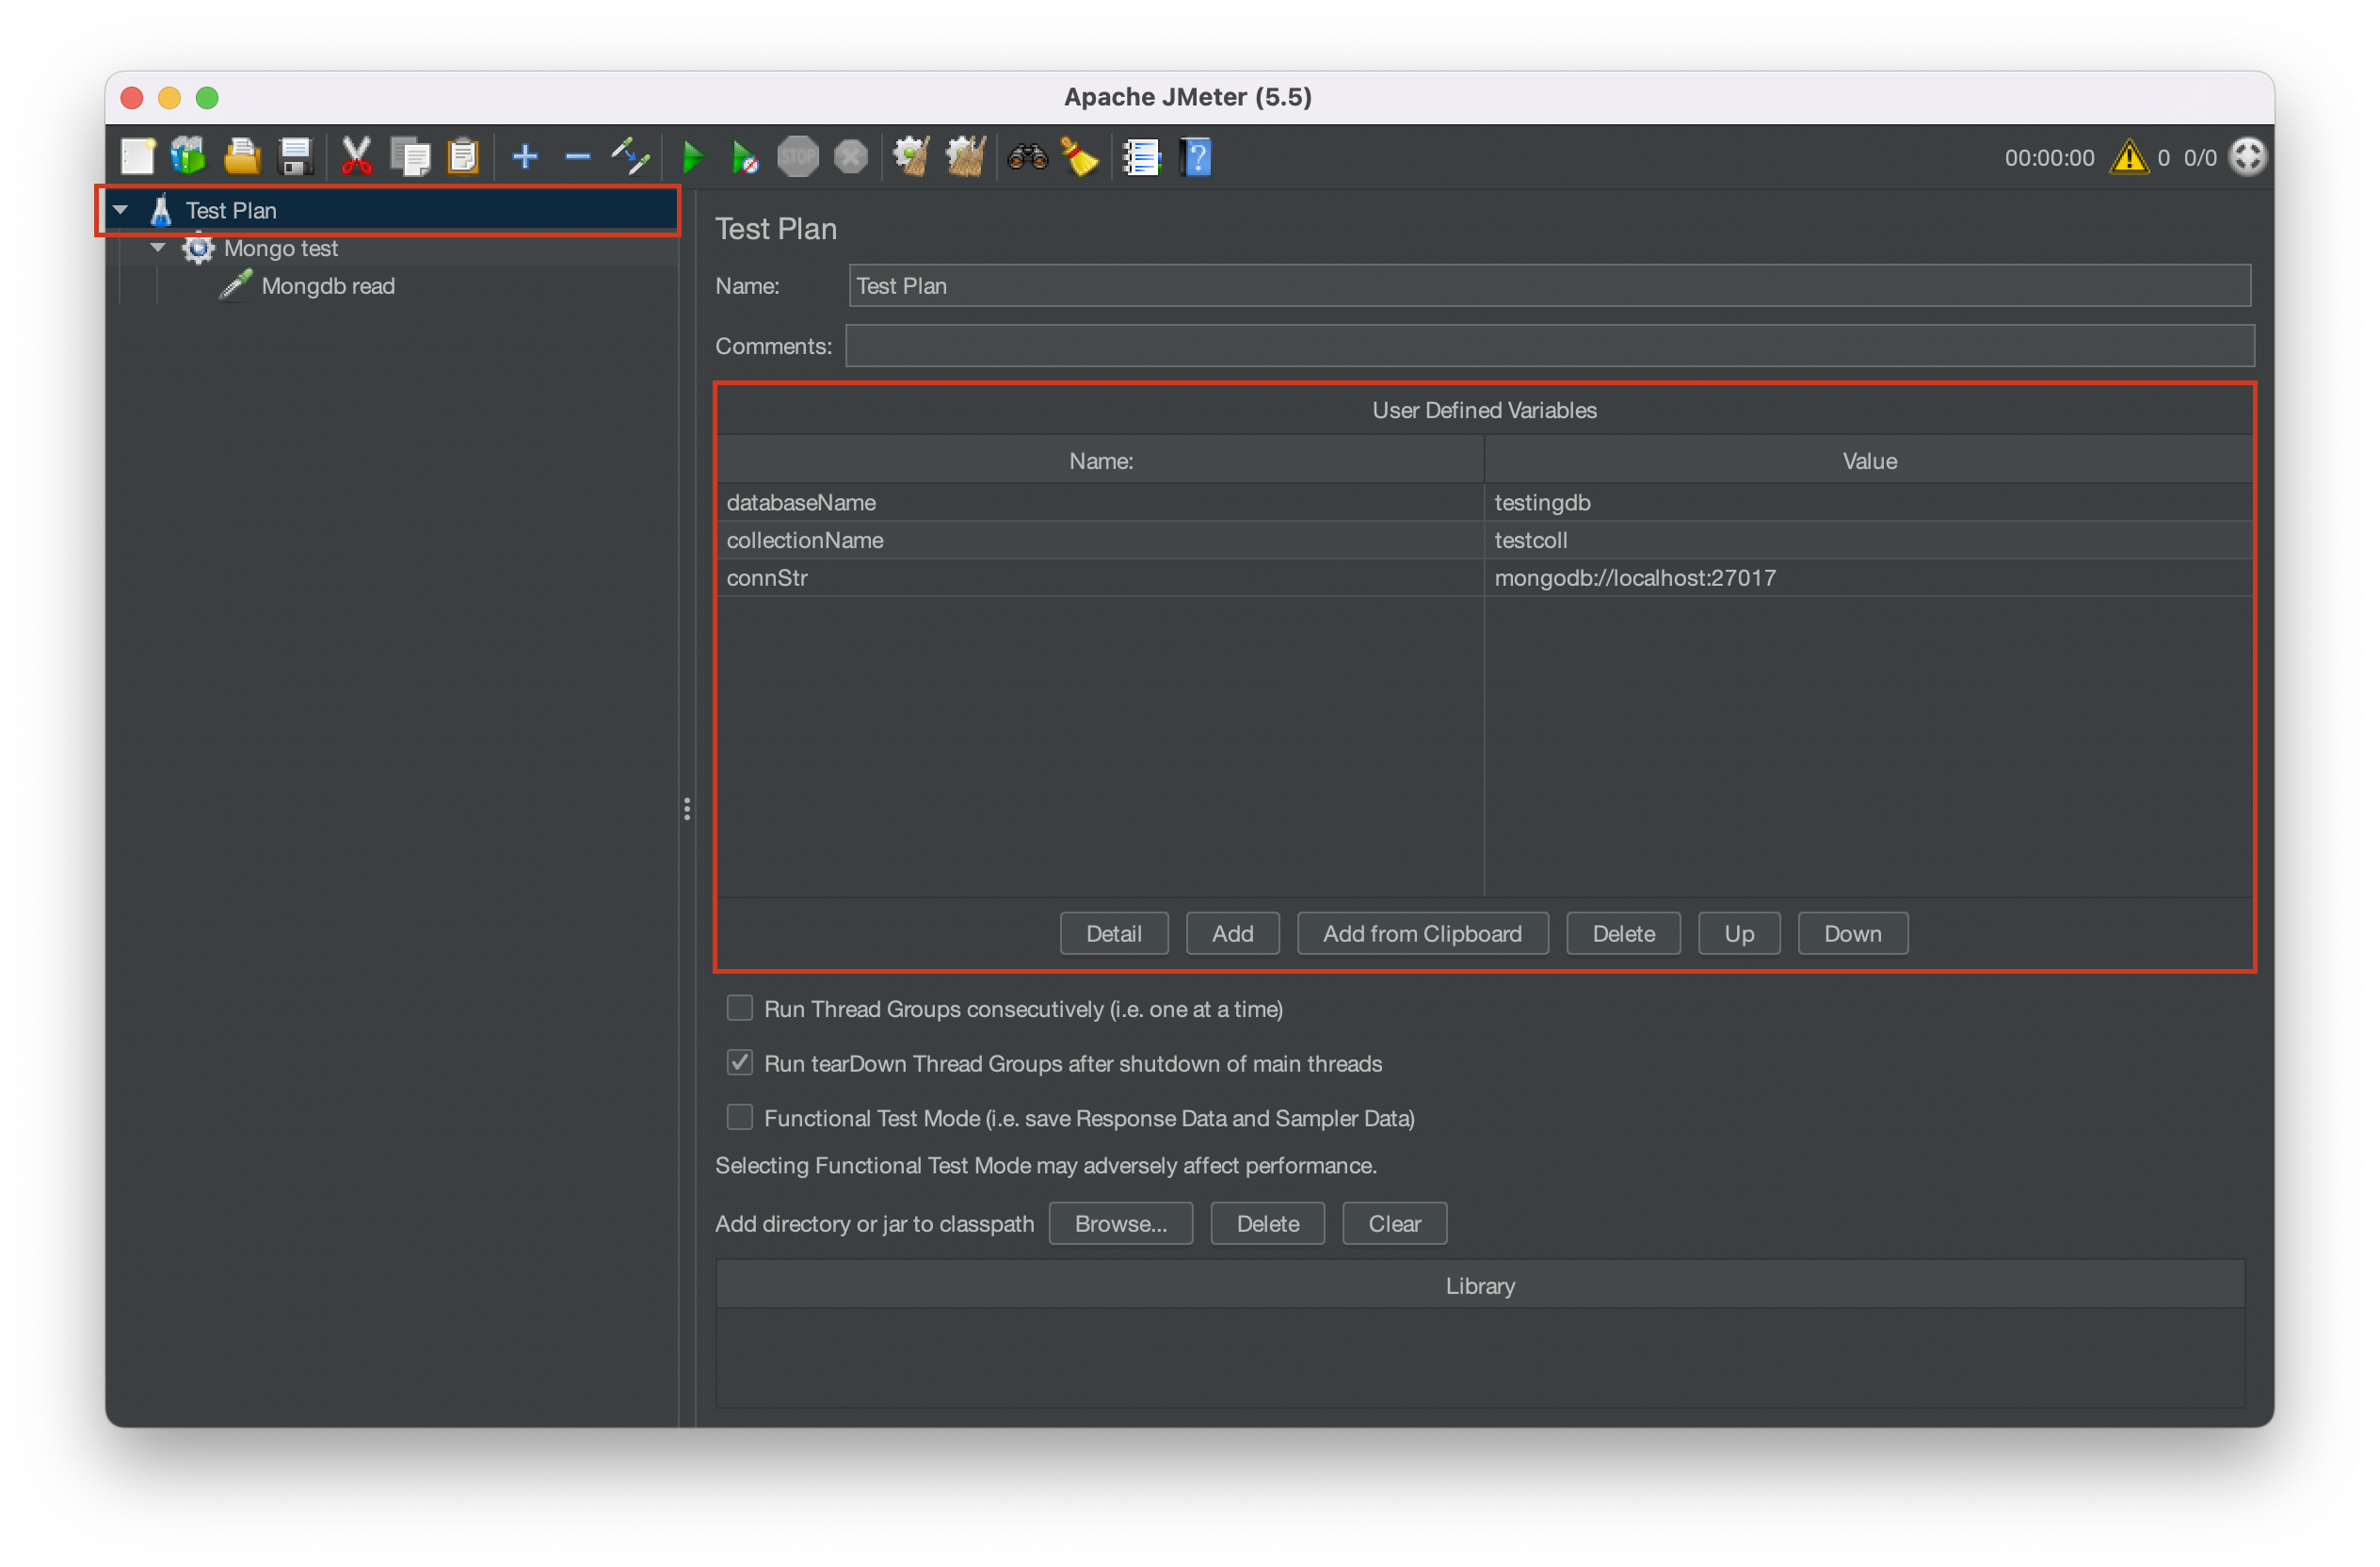 Apache JMeter (5.5)
STOP
00:00:00 0 0/0
Test Plan
Mongo test
Mongdb read
Test Plan
Name: Test Plan
Comments:
User Defined Variables
Name: Value
databaseName testingdb
collectionName testcoll
connStr mongodb://localhost:27017
Detail Add Add from Clipboard Delete Up Down
Run Thread Groups consecutively (i.e. one at a time)
Run tearDown Thread Groups after shutdown of main threads
Functional Test Mode (i.e. save Response Data and Sampler Data)
Selecting Functional Test Mode may adversely affect performance.
Add directory or jar to classpath Browse... Delete Clear
Library